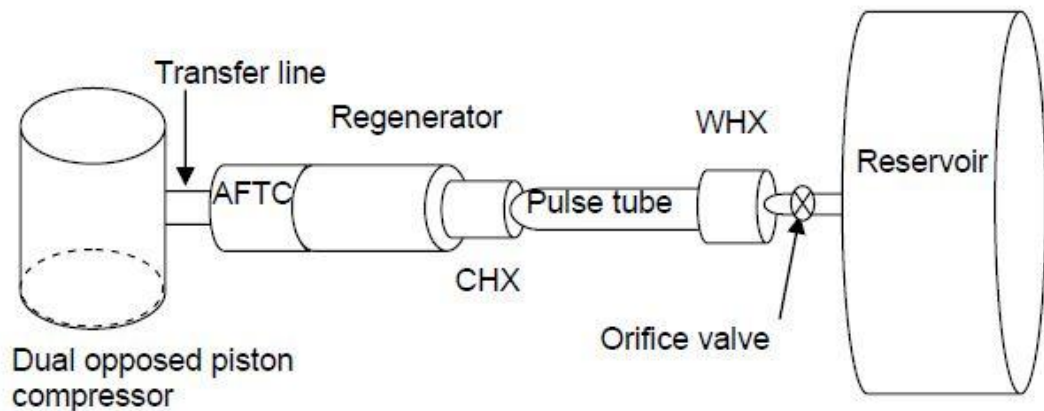 Transfer line
Regenerator
WHX
Reservoir
AFTC
Pulse tube
CHX
Orifice valve
Dual opposed piston
compressor